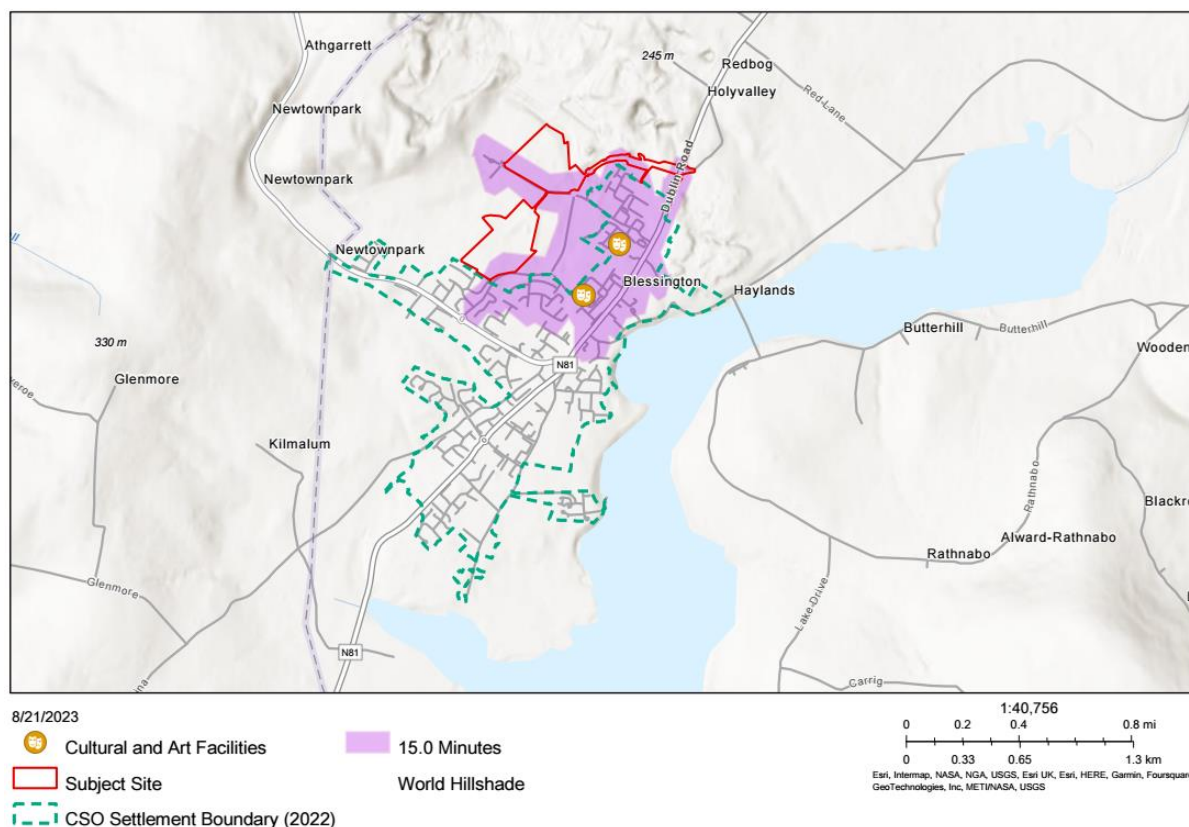 Athgarrett
245 m
Redbog
Holyvalley
Red-Lane
Newtownpark
Dublin Road
Newtownpark
Newtownpark
Blessington
Haylands
Butterhill
Butterhill
Wooden
330 m
Glenmore
N81
Kilmalum
Rathnabo
Blackro
Alward-Rathnabo
Rathnabo
Glenmore
Lake-Drive
N81
Carrig
8/21/2023
Cultural and Art Facilities
15.0 Minutes
Subject Site
World Hillshade
CSO Settlement Boundary (2022)
1:40,756
0 0.2 0.4 0.8 mi
0 0.33 0.65 1.3 km
Esri, Intermap, NASA, NGA, USGS, Esri UK, Esri, HERE, Garmin, Foursquare
GeoTechnologies, Inc, METI/NASA, USGS